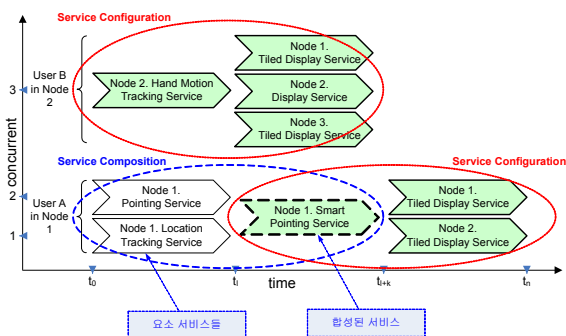 Service Configuration
concurrent
3
User B
in Node
2
Node 2. Hand Motion
Tracking Service
Node 1.
Tiled Display Service
Node 2.
Display Service
Node 3.
Tiled Display Service
Service Composition
Service Configuration
2
1
User A
in Node
1
Node 1.
Pointing Service
Node 1. Location
Tracking Service
Node 1. Smart
Pointing Service
Node 1.
Tiled Display Service
Node 2.
Tiled Display Service
t0
ti
time
ti+k
tn
요소 서비스들
합성된 서비스